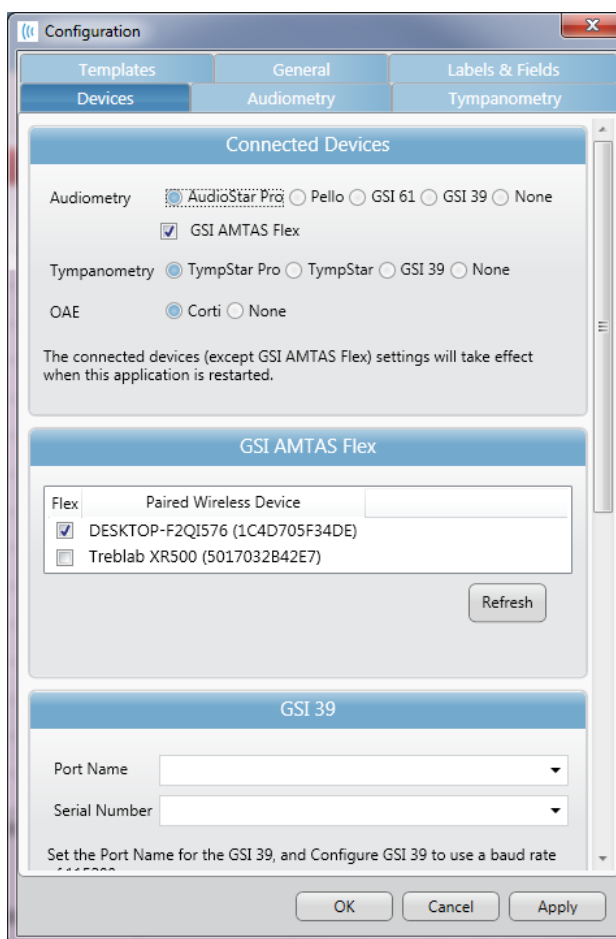 Configuration
Templates General Labels & Fields
Devices Audiometry Tympanometry
Connected Devices
Audiometry AudioStar Pro Pello GSI 61 GSI 39 None
GSI AMTAS Flex
Tympanometry TympStar Pro TympStar GSI 39 None
OAE Corti None
The connected devices (except GSI AMTAS Flex) settings will take effect
when this application is restarted.
GSI AMTAS Flex
Flex Paired Wireless Device
DESKTOP-F2QI576 (1C4D705F34DE)
Treblab XR500 (5017032B42E7)
Refresh
GSI 39
Port Name
Serial Number
Set the Port Name for the GSI 39, and Configure GSI 39 to use a baud rate
OK Cancel Apply